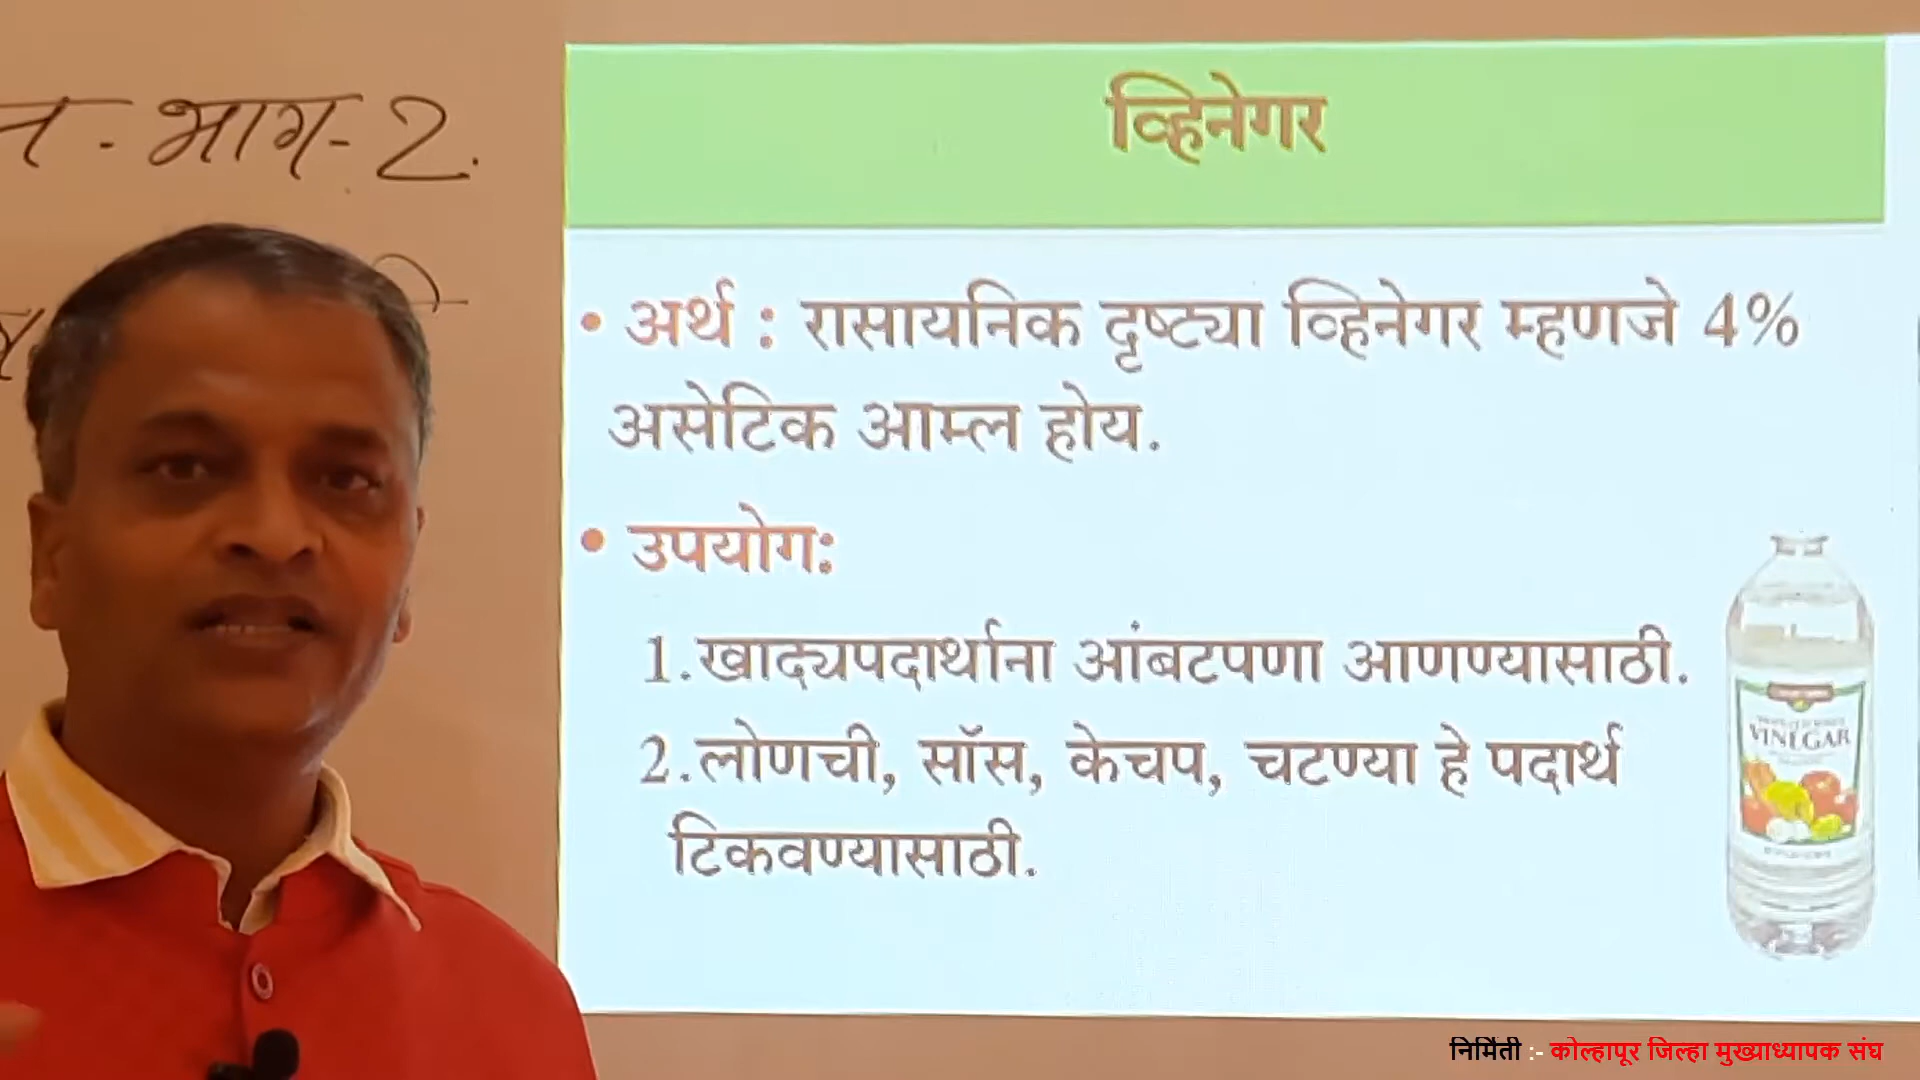 भाग-2.
व्हिनेगर
• अर्थ : रासायनिक दृष्ट्या व्हिनेगर म्हणजे 4%
असेटिक आम्ल होय.
• उपयोग:
1.खाद्यपदार्थांना आंबटपणा आणण्यासाठी.
2.लोणची, सॉस, केचप, चटण्या हे पदार्थ
टिकवण्यासाठी.
VINEGAR
निर्मिती :- कोल्हापूर जिल्हा मुख्याध्यापक संघ